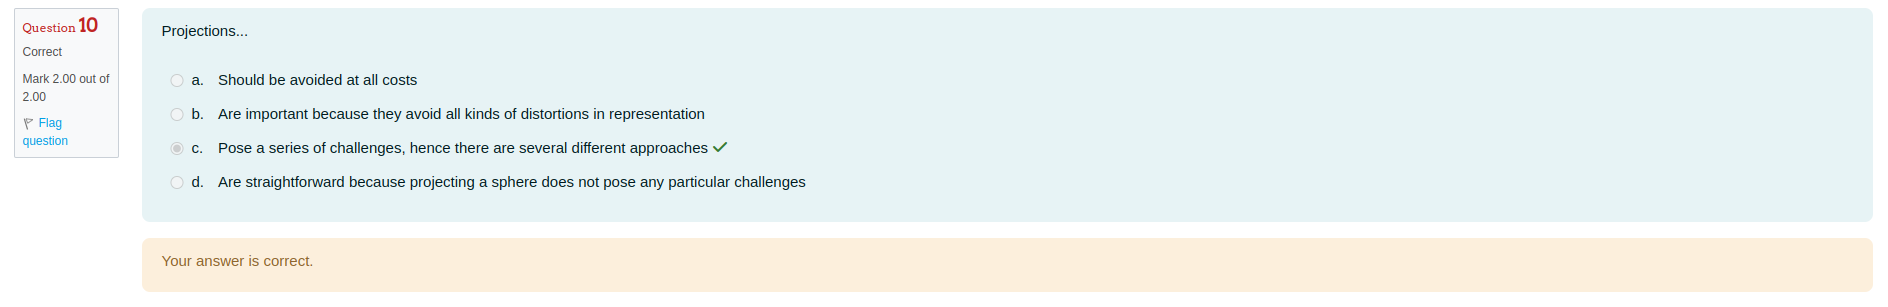 Question 10
Correct
Mark 2.00 out of
2.00
Flag
question
Projections...
a. Should be avoided at all costs
b. Are important because they avoid all kinds of distortions in representation
c. Pose a series of challenges, hence there are several different approaches
d. Are straightforward because projecting a sphere does not pose any particular challenges
Your answer is correct.